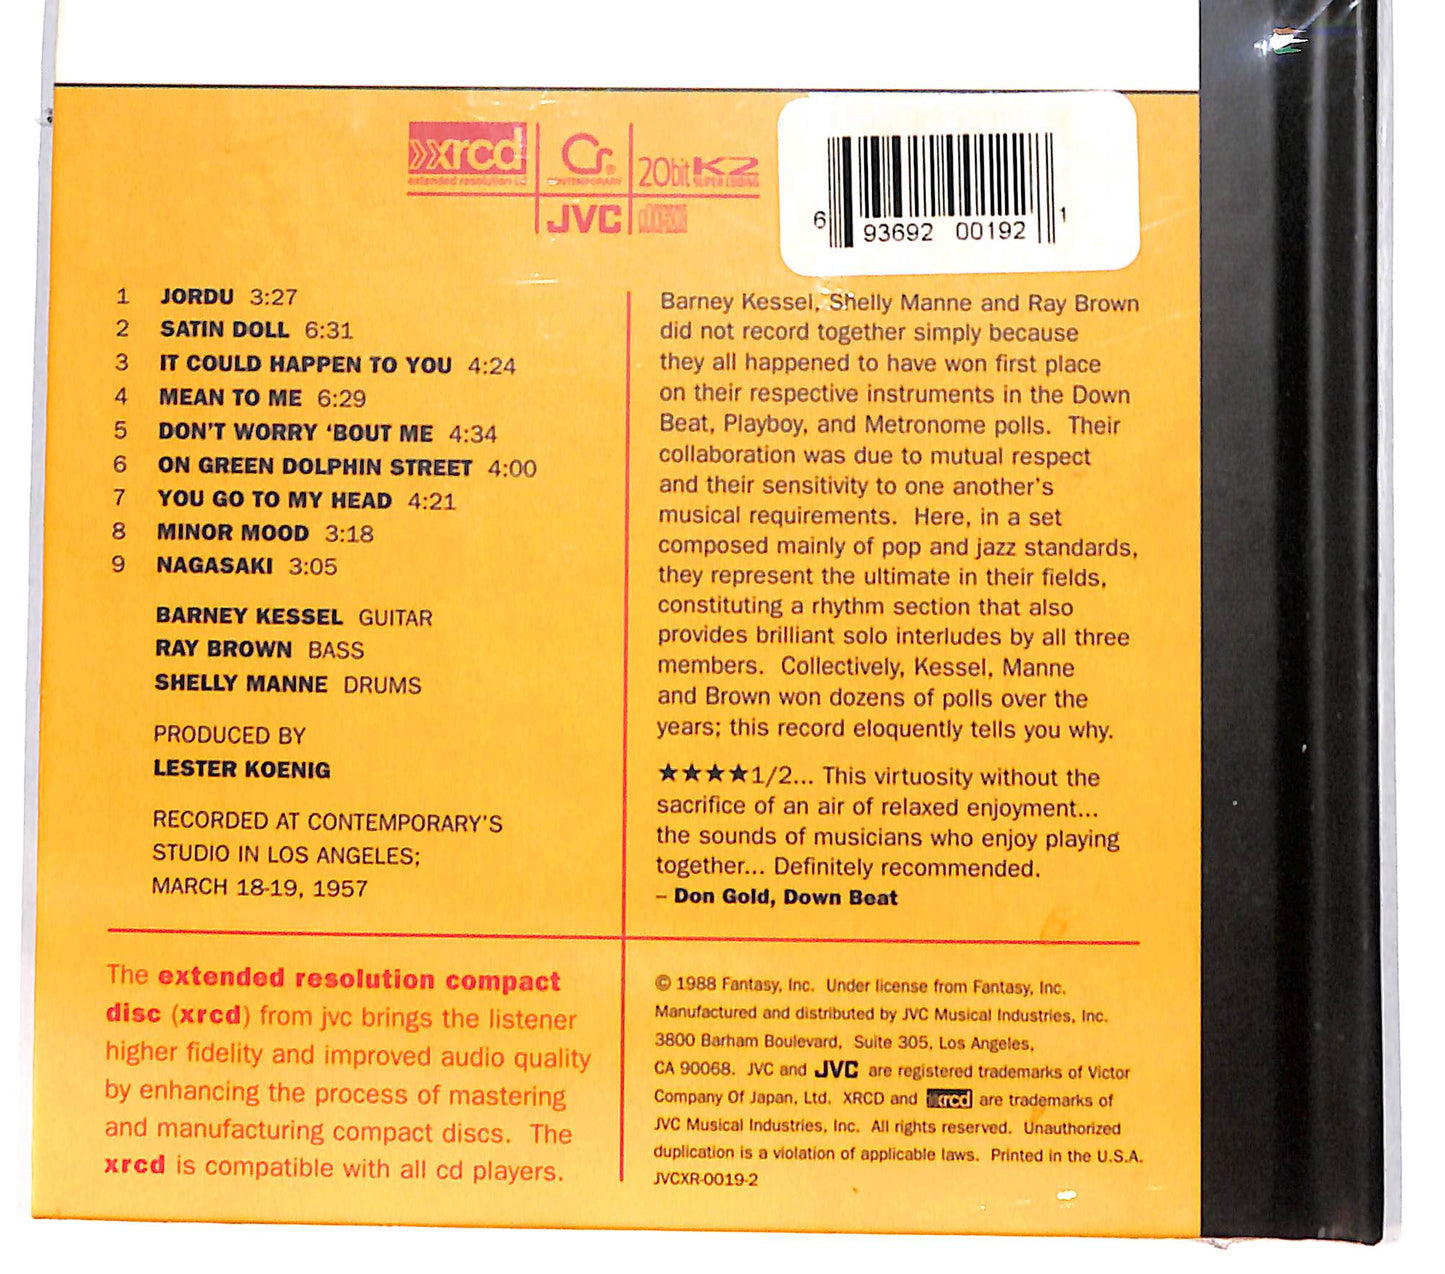 xrcd
extended resolution cd
Cr®
CONTEMPORARY
20bit K2
SUPER CODING
JVC
disc
6 93692 00192 1
1 JORDU 3:27
2 SATIN DOLL 6:31
3 IT COULD HAPPEN TO YOU 4:24
4 MEAN TO ME 6:29
5 DON'T WORRY ‘BOUT ME 4:34
6 ON GREEN DOLPHIN STREET 4:00
7 YOU GO TO MY HEAD 4:21
8 MINOR MOOD 3:18
9 NAGASAKI 3:05
BARNEY KESSEL GUITAR
RAY BROWN BASS
SHELLY MANNE DRUMS
PRODUCED BY
LESTER KOENIG
RECORDED AT CONTEMPORARY'S
STUDIO IN LOS ANGELES;
MARCH 18-19, 1957
Barney Kessel, Shelly Manne and Ray Brown
did not record together simply because
they all happened to have won first place
on their respective instruments in the Down
Beat, Playboy, and Metronome polls. Their
collaboration was due to mutual respect
and their sensitivity to one another's
musical requirements. Here, in a set
composed mainly of pop and jazz standards,
they represent the ultimate in their fields,
constituting a rhythm section that also
provides brilliant solo interludes by all three
members. Collectively, Kessel, Manne
and Brown won dozens of polls over the
years; this record eloquently tells you why.
★★★★1/2... This virtuosity without the
sacrifice of an air of relaxed enjoyment...
the sounds of musicians who enjoy playing
together... Definitely recommended.
– Don Gold, Down Beat
The extended resolution compact
disc (xrcd) from jvc brings the listener
higher fidelity and improved audio quality
by enhancing the process of mastering
and manufacturing compact discs. The
xrcd is compatible with all cd players.
© 1988 Fantasy, Inc. Under license from Fantasy, Inc.
Manufactured and distributed by JVC Musical Industries, Inc.
3800 Barham Boulevard, Suite 305, Los Angeles,
CA 90068. JVC and JVC are registered trademarks of Victor
Company Of Japan, Ltd. XRCD and xrcd are trademarks of
JVC Musical Industries, Inc. All rights reserved. Unauthorized
duplication is a violation of applicable laws. Printed in the U.S.A.
JVCXR-0019-2